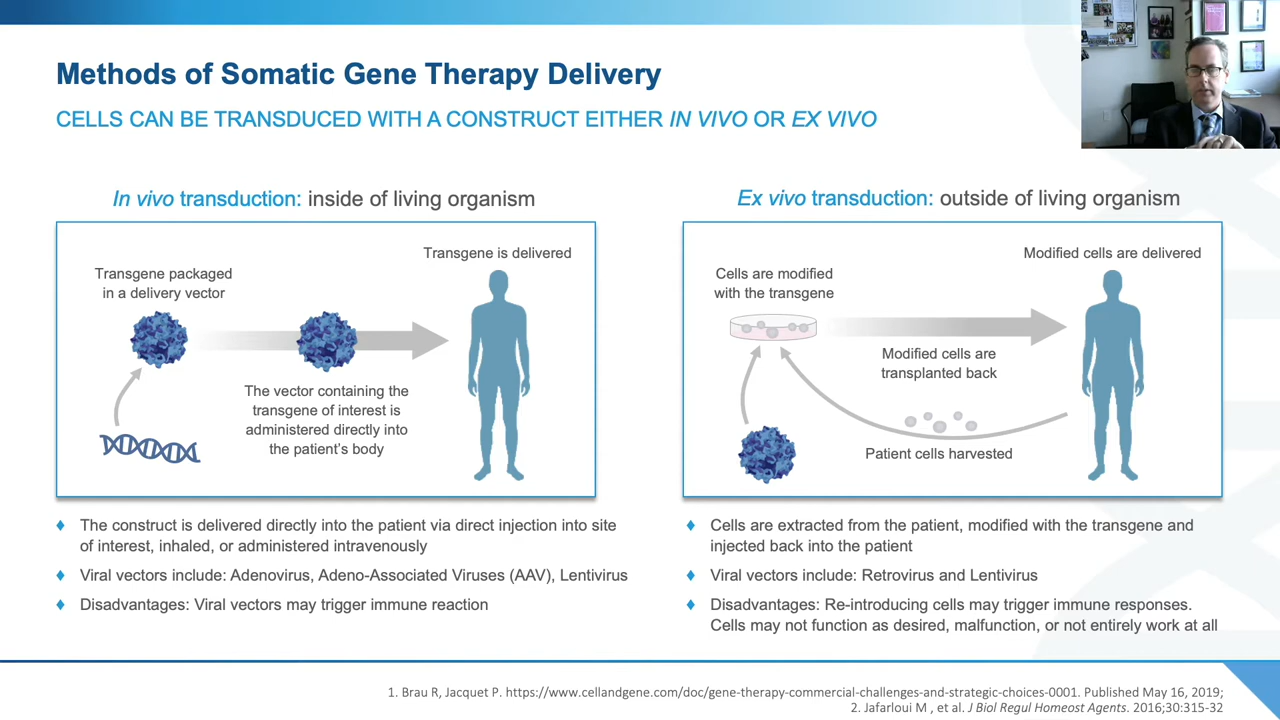 Methods of Somatic Gene Therapy Delivery
CELLS CAN BE TRANSDUCED WITH A CONSTRUCT EITHER IN VIVO OR EX VIVO
In vivo transduction: inside of living organism
Transgene is delivered
Transgene packaged
in a delivery vector
The vector containing the
transgene of interest is
administered directly into
the patient's body
The construct is delivered directly into the patient via direct injection into site
of interest, inhaled, or administered intravenously
Viral vectors include: Adenovirus, Adeno-Associated Viruses (AAV), Lentivirus
Disadvantages: Viral vectors may trigger immune reaction
Ex vivo transduction: outside of living organism
Modified cells are delivered
Cells are modified
with the transgene
Modified cells are
transplanted back
Patient cells harvested
Cells are extracted from the patient, modified with the transgene and
injected back into the patient
Viral vectors include: Retrovirus and Lentivirus
Disadvantages: Re-introducing cells may trigger immune responses.
Cells may not function as desired, malfunction, or not entirely work at all
1. Brau R, Jacquet P. https://www.cellandgene.com/doc/gene-therapy-commercial-challenges-and-strategic-choices-0001. Published May 16, 2019;
2. Jafarloui M , et al. J Biol Regul Homeost Agents. 2016;30:315-32